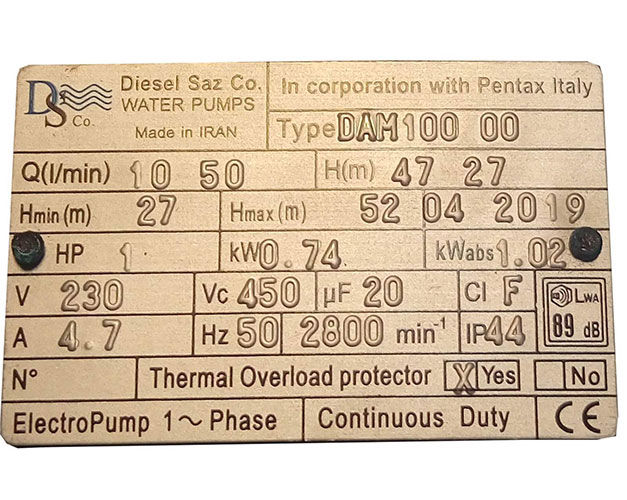 DS Co.
Diesel Saz Co.
WATER PUMPS
Made in IRAN
In corporation with Pentax Italy
Type DAM100 00
Q(l/min) 10 50 H(m) 47 27
Hmin (m) 27 Hmax (m) 52 04 2019
HP 1 kW 0.74 kWabs 1.02
V 230 Vc 450 µF 20 Cl F LWA
A 4.7 Hz 50 2800 min-1 IP44 89 dB
N° Thermal Overload protector X Yes No
ElectroPump 1~ Phase Continuous Duty CE